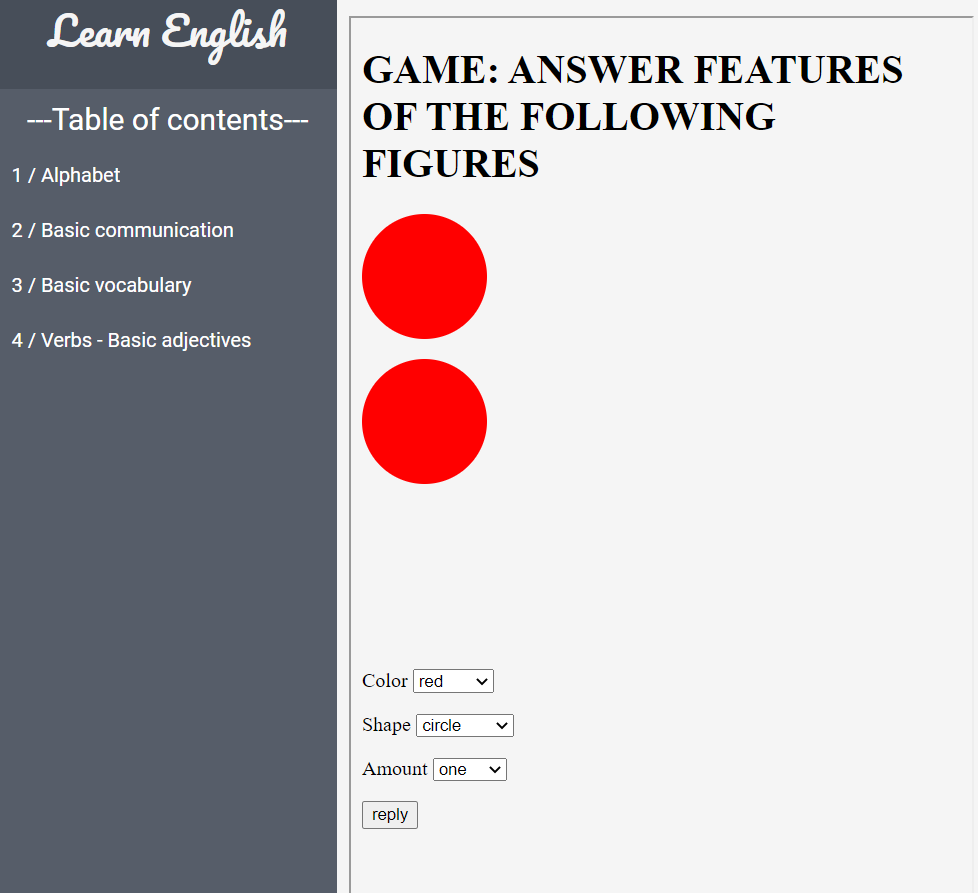 Learn English
---Table of contents---
1 / Alphabet
2 / Basic communication
3 / Basic vocabulary
4 / Verbs - Basic adjectives
GAME: ANSWER FEATURES
OF THE FOLLOWING
FIGURES
Color red
Shape circle
Amount one
reply